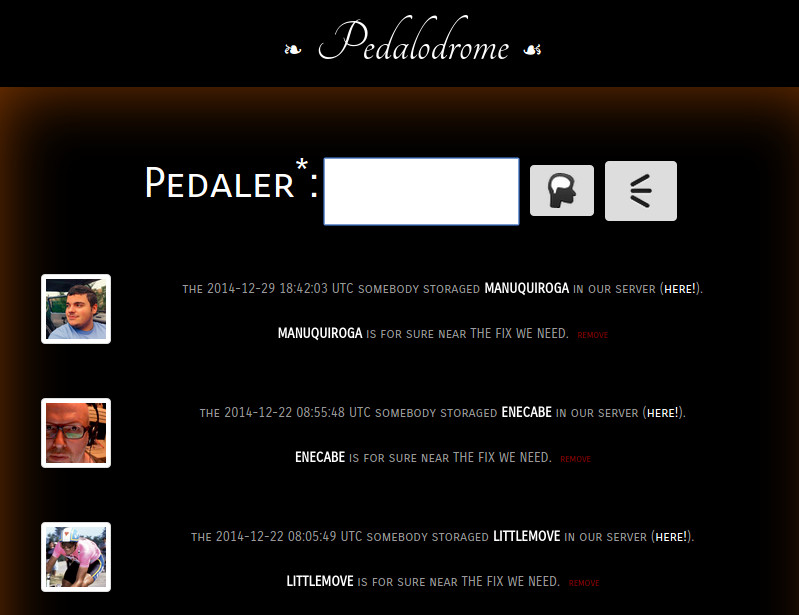 ❧ Pedalodrome ☙
Pedaler*:
the 2014-12-29 18:42:03 UTC somebody storaged MANUQUIROGA in our server (here!).
MANUQUIROGA is for sure near THE FIX WE NEED. remove
the 2014-12-22 08:55:48 UTC somebody storaged ENECABE in our server (here!).
ENECABE is for sure near THE FIX WE NEED. remove
the 2014-12-22 08:05:49 UTC somebody storaged LITTLEMOVE in our server (here!).
LITTLEMOVE is for sure near THE FIX WE NEED. remove